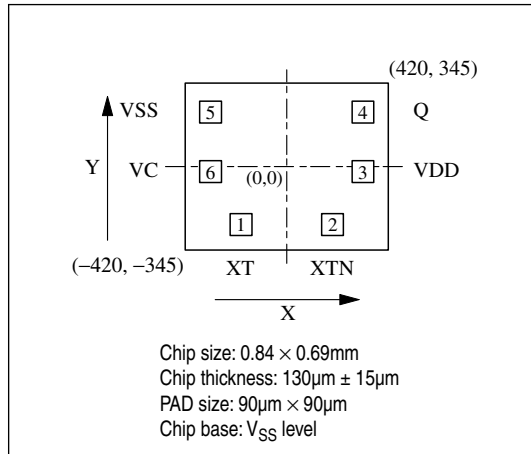 (420, 345)
VSS 5 4 Q
Y VC 6 (0,0) 3 VDD
1 2
(−420, −345) XT XTN
X
Chip size: 0.84 × 0.69mm
Chip thickness: 130µm ± 15µm
PAD size: 90µm × 90µm
Chip base: VSS level